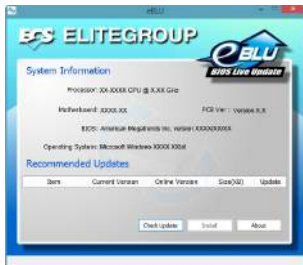 eBLU
ECS ELITEGROUP
eBLU
BIOS Live Update
System Information
Processor: XX-XXXX CPU @ X.XX GHz
Motherboard: XXXX-XX PCB Ver : Version X.X
BIOS: American Megatrends Inc. version XXXXXXXXX
Operating System: Microsoft Windows XXXX XXbit
Recommended Updates
Item Current Version Online Version Size(KB) Update
Check Update Install About